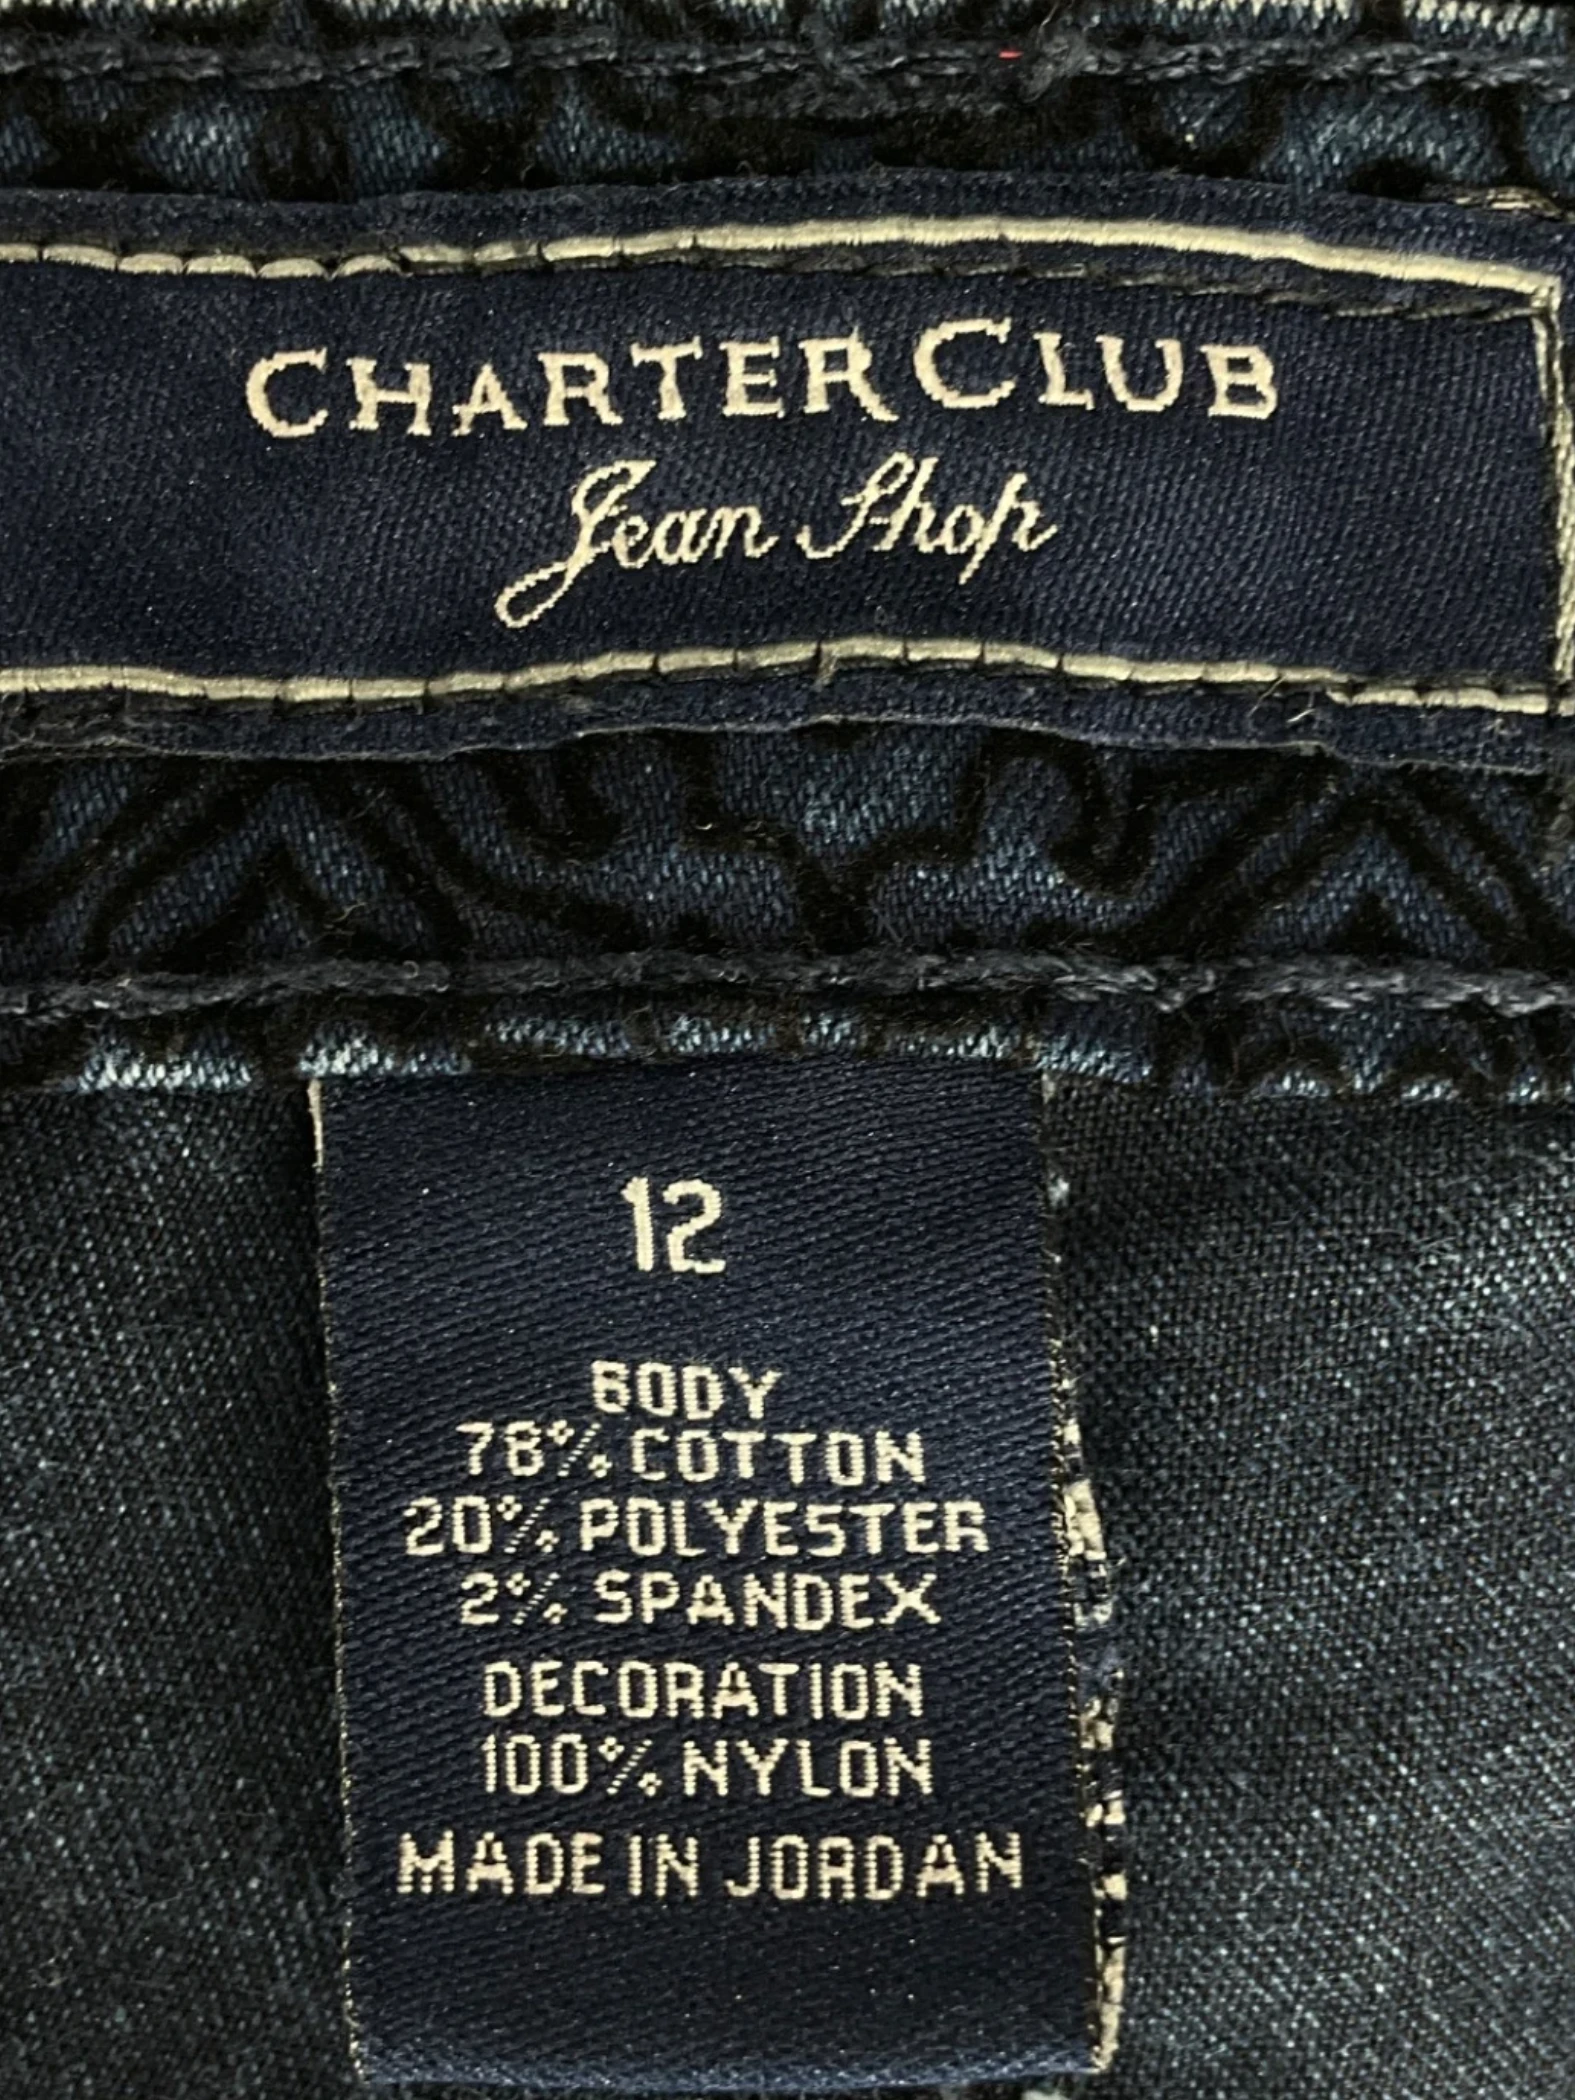 CHARTER CLUB
Jean Shop
12
BODY
78% COTTON
20% POLYESTER
2% SPANDEX
DECORATION
100% NYLON
MADE IN JORDAN